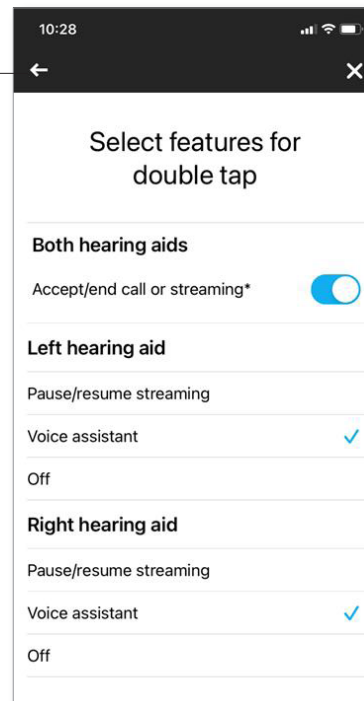 10:28
Select features for
double tap
Both hearing aids
Accept/end call or streaming*
Left hearing aid
Pause/resume streaming
Voice assistant
Off
Right hearing aid
Pause/resume streaming
Voice assistant
Off